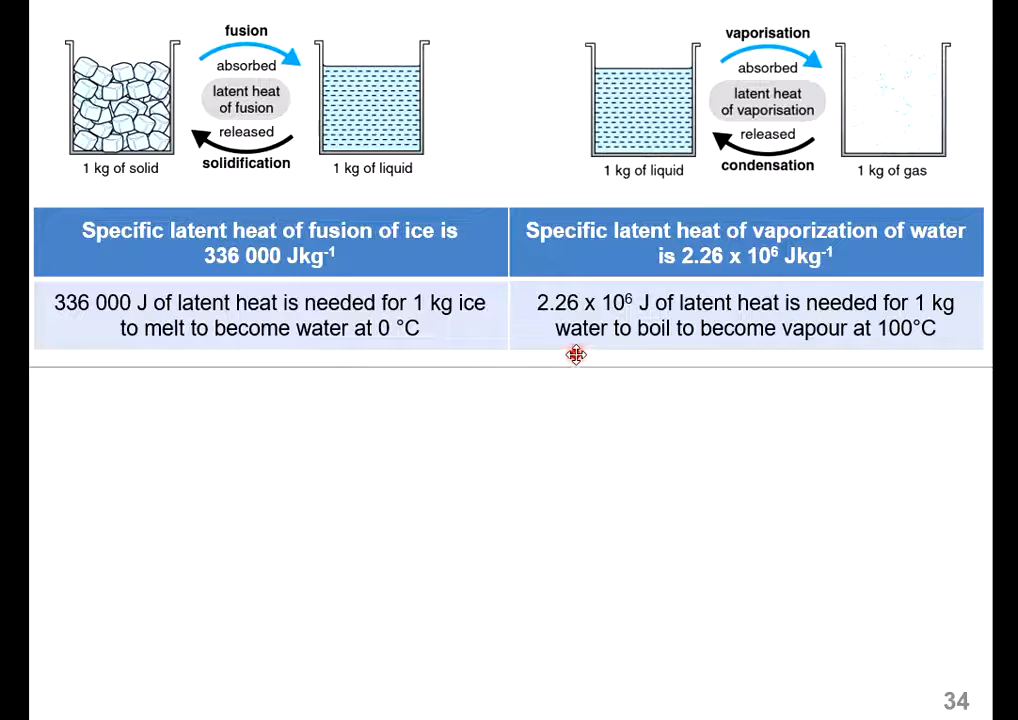 fusion
absorbed
latent heat
of fusion
released
solidification
1 kg of solid
1 kg of liquid
vaporisation
absorbed
latent heat
of vaporisation
released
condensation
1 kg of liquid
1 kg of gas
Specific latent heat of fusion of ice is
336 000 Jkg⁻¹
Specific latent heat of vaporization of water
is 2.26 x 10⁶ Jkg⁻¹
336 000 J of latent heat is needed for 1 kg ice
to melt to become water at 0 °C
2.26 x 10⁶ J of latent heat is needed for 1 kg
water to boil to become vapour at 100°C
34